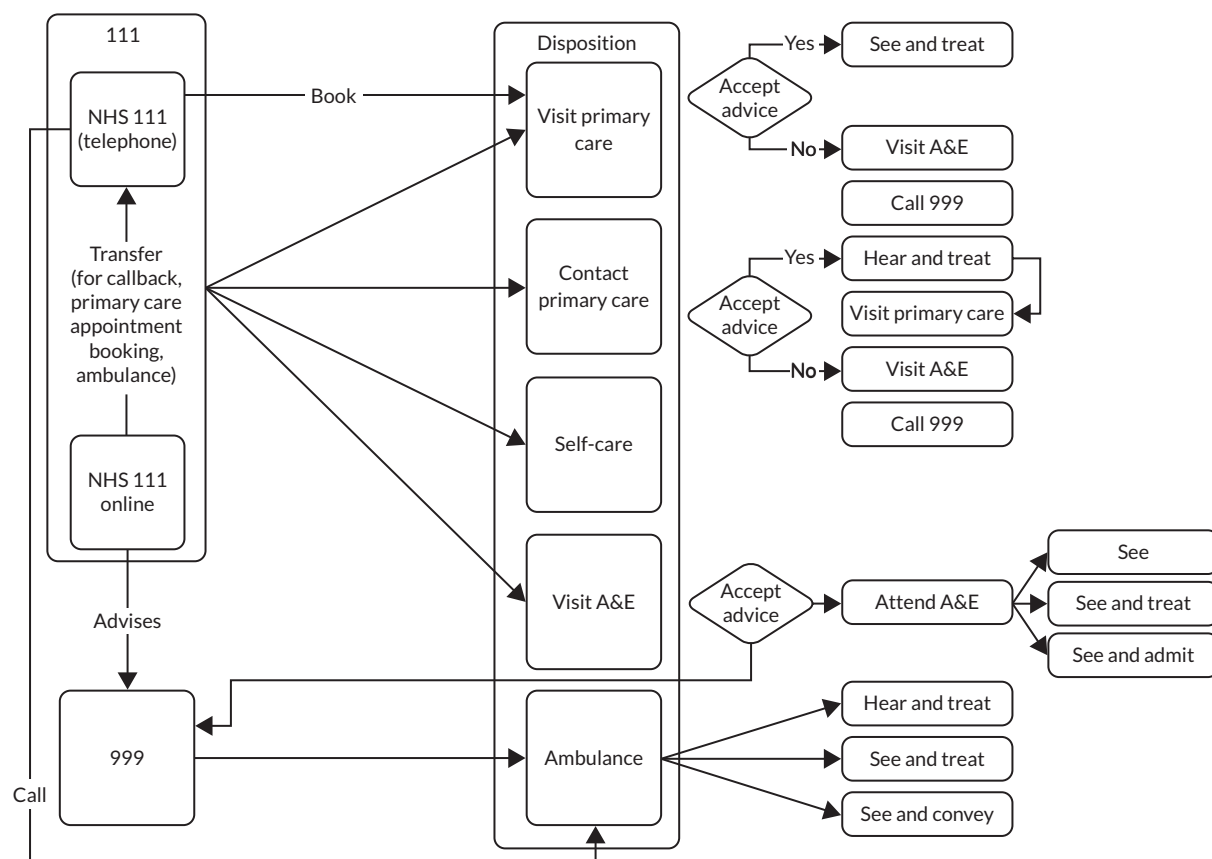 111
NHS 111
(telephone)
Transfer
(for callback,
primary care
appointment
booking,
ambulance)
NHS 111
online
Advises
999
Call
Book
Disposition
Visit primary
care
Contact
primary care
Self-care
Visit A&E
Ambulance
Accept
advice
Yes
See and treat
No
Visit A&E
Call 999
Accept
advice
Yes
Hear and treat
Visit primary care
No
Visit A&E
Call 999
Accept
advice
Attend A&E
See
See and treat
See and admit
Hear and treat
See and treat
See and convey